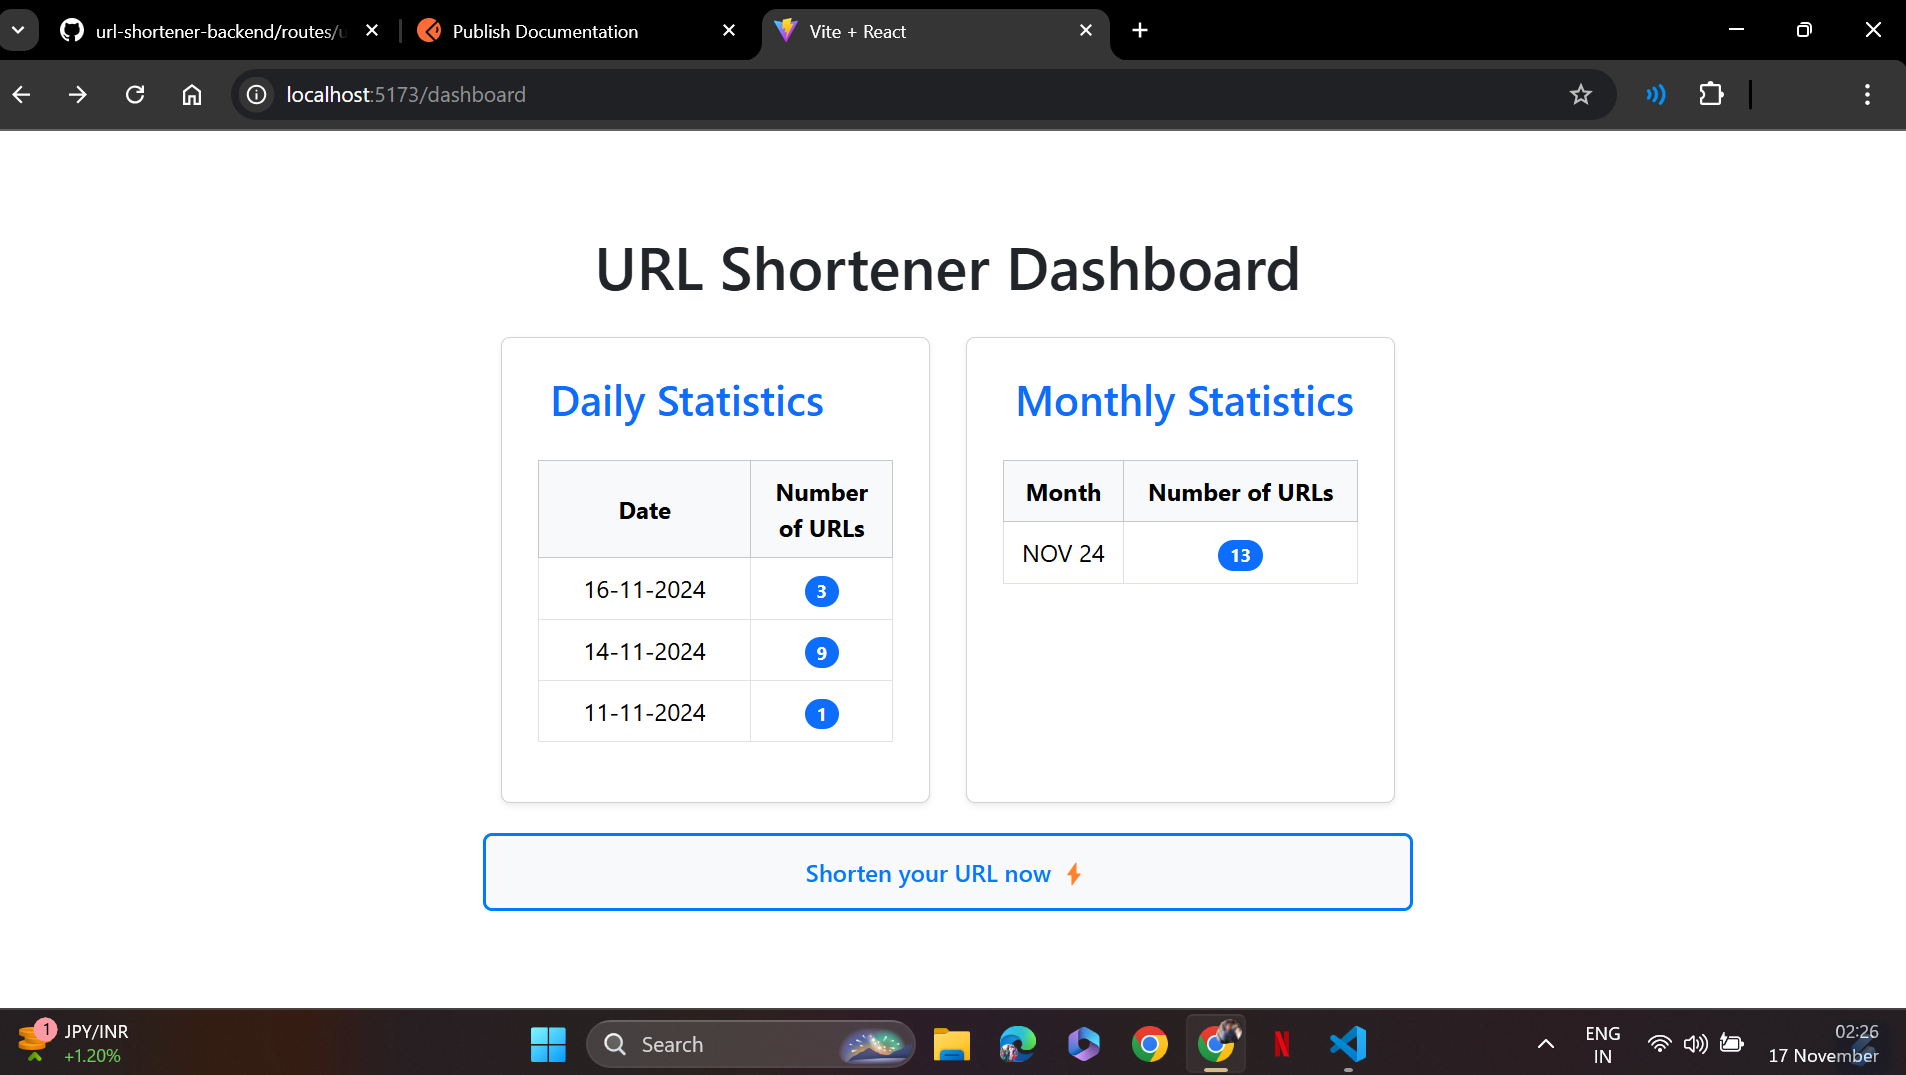 url-shortener-backend/routes/u
Publish Documentation
Vite + React
localhost:5173/dashboard
URL Shortener Dashboard
Daily Statistics
Date
Number
of URLs
16-11-2024
3
14-11-2024
9
11-11-2024
1
Monthly Statistics
Month
Number of URLs
NOV 24
13
Shorten your URL now
1
JPY/INR
+1.20%
Search
ENG
IN
02:26
17 November